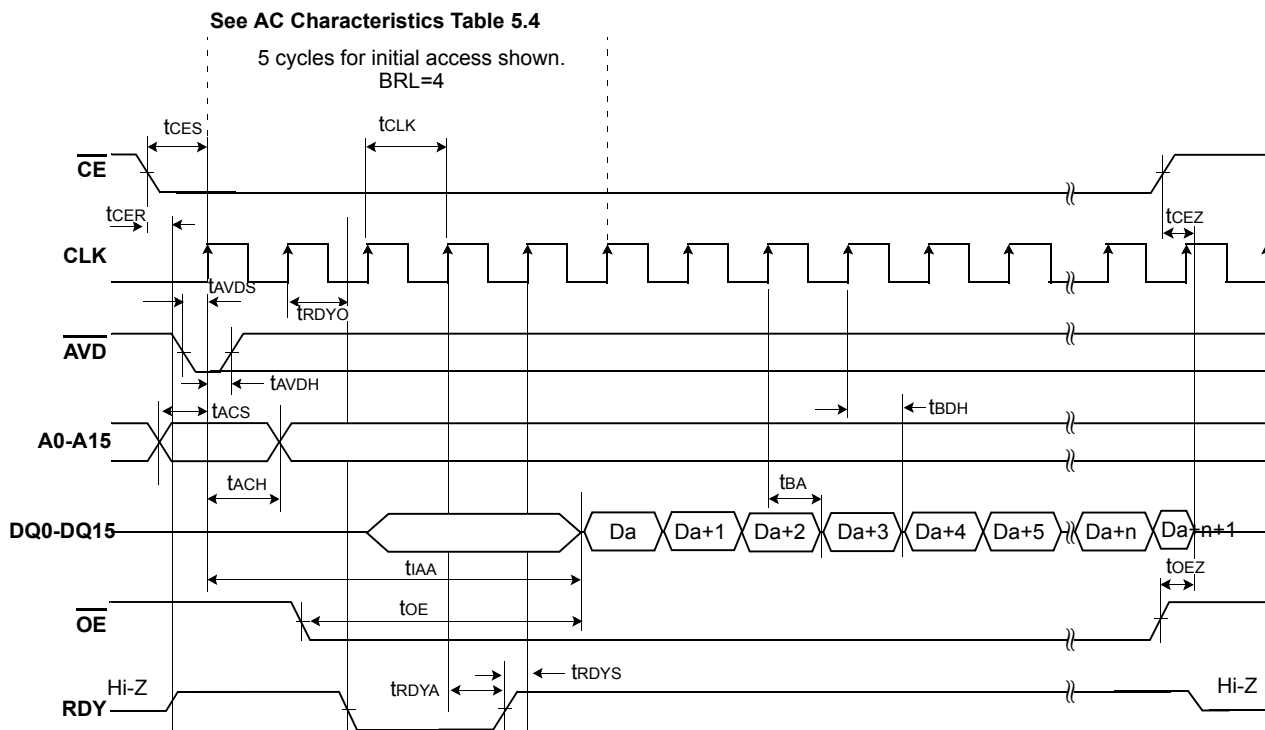 See AC Characteristics Table 5.4
5 cycles for initial access shown.
BRL=4
tCES
tCLK
CE
tCER
tCEZ
CLK
tAVDS
tRDYO
AVD
tAVDH
tACS
tBDH
A0-A15
tACH
tBA
DQ0-DQ15
Da
Da+1
Da+2
Da+3
Da+4
Da+5
Da+n
Da+n+1
tIAA
tOEZ
tOE
OE
tRDYS
tRDYA
Hi-Z
Hi-Z
RDY